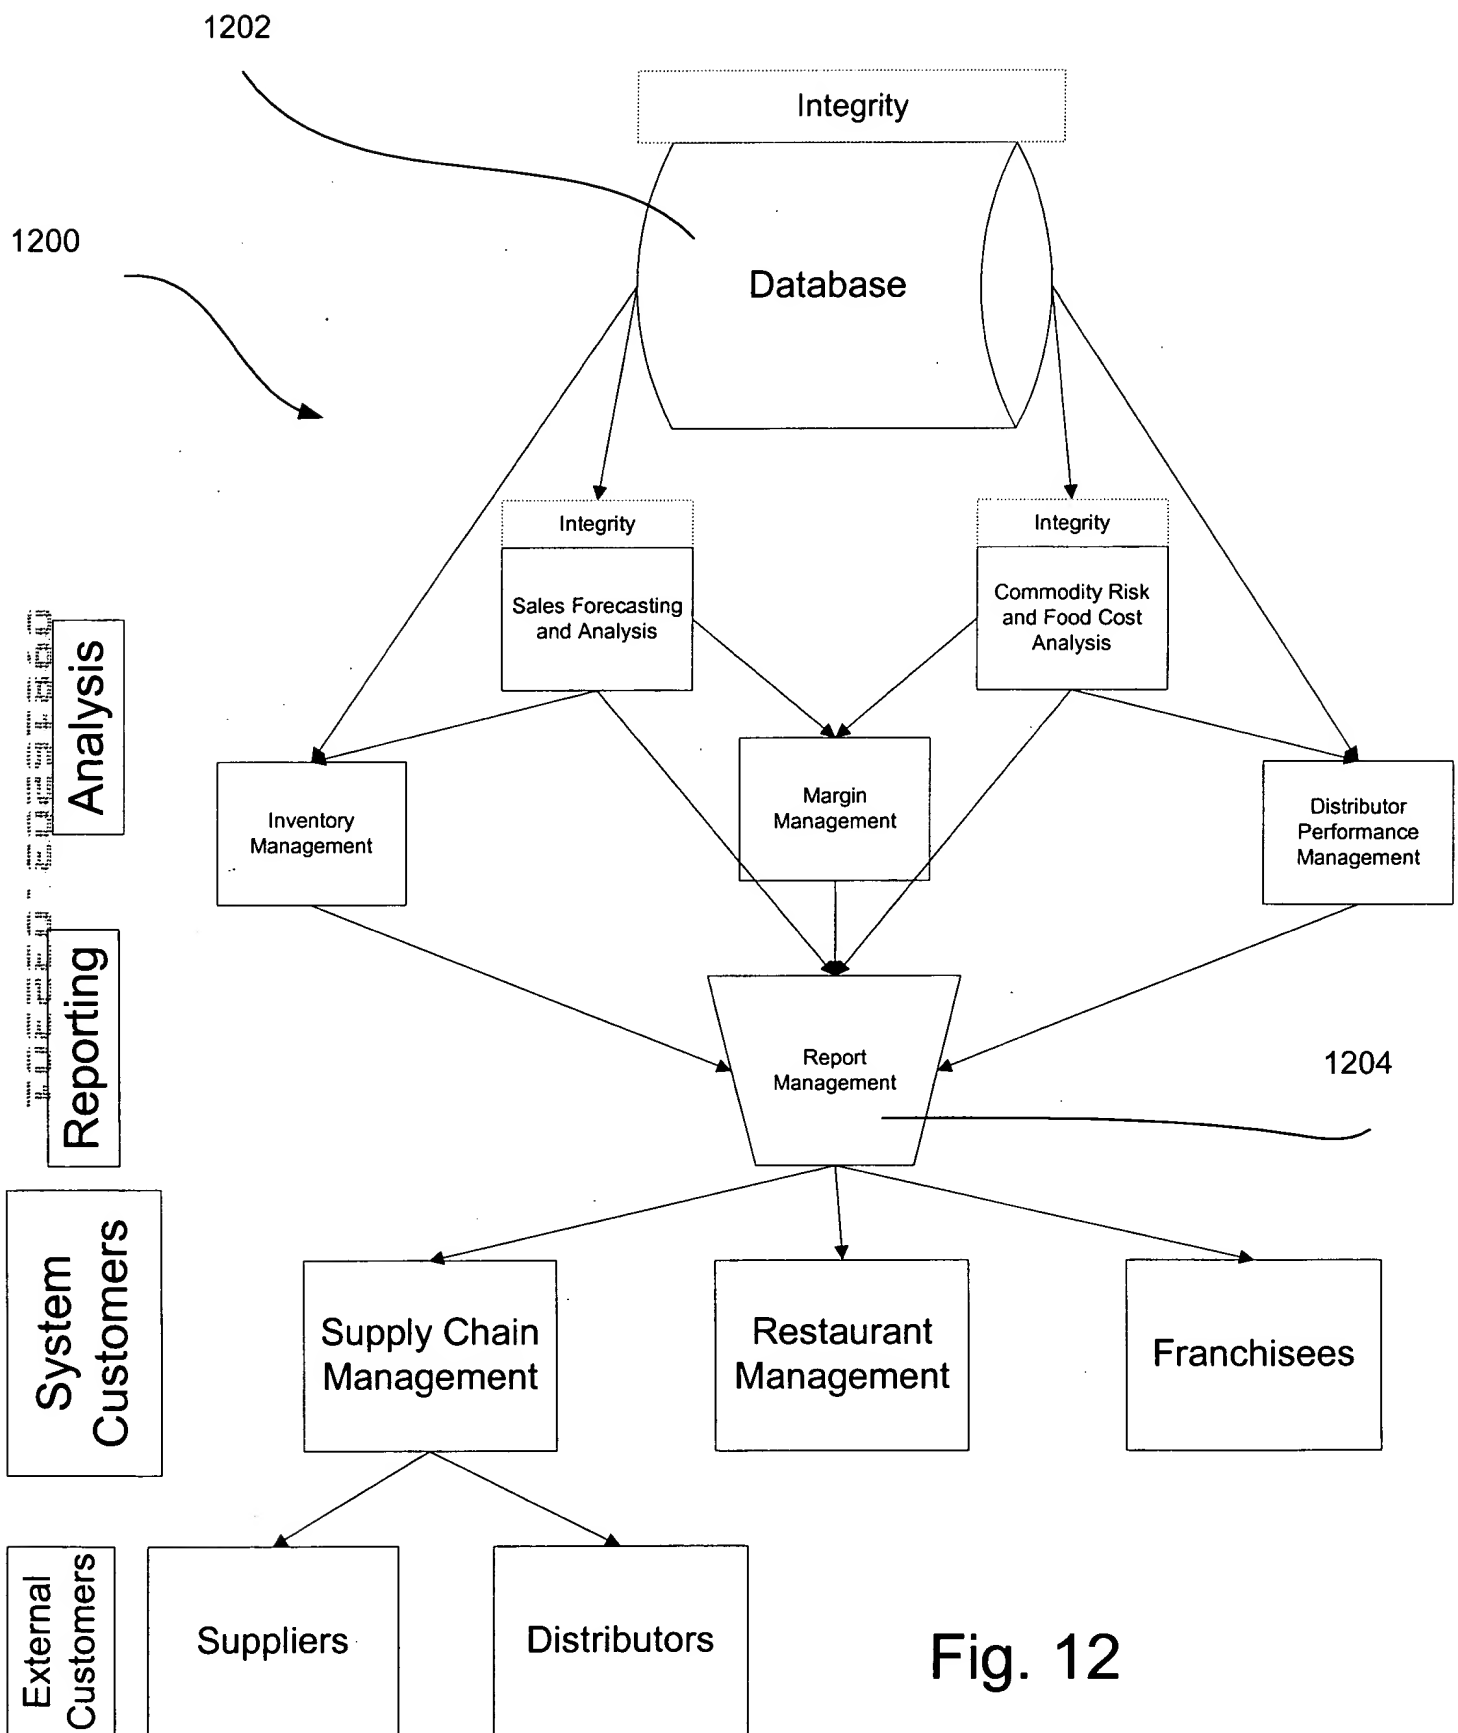 1202
Integrity
1200
Database
Integrity
Integrity
Sales Forecasting
and Analysis
Commodity Risk
and Food Cost
Analysis
Analysis
Margin
Management
Inventory
Management
Distributor
Performance
Management
Reporting
Report
Management
1204
System
Customers
Supply Chain
Management
Restaurant
Management
Franchisees
External
Customers
Suppliers
Distributors
Fig. 12